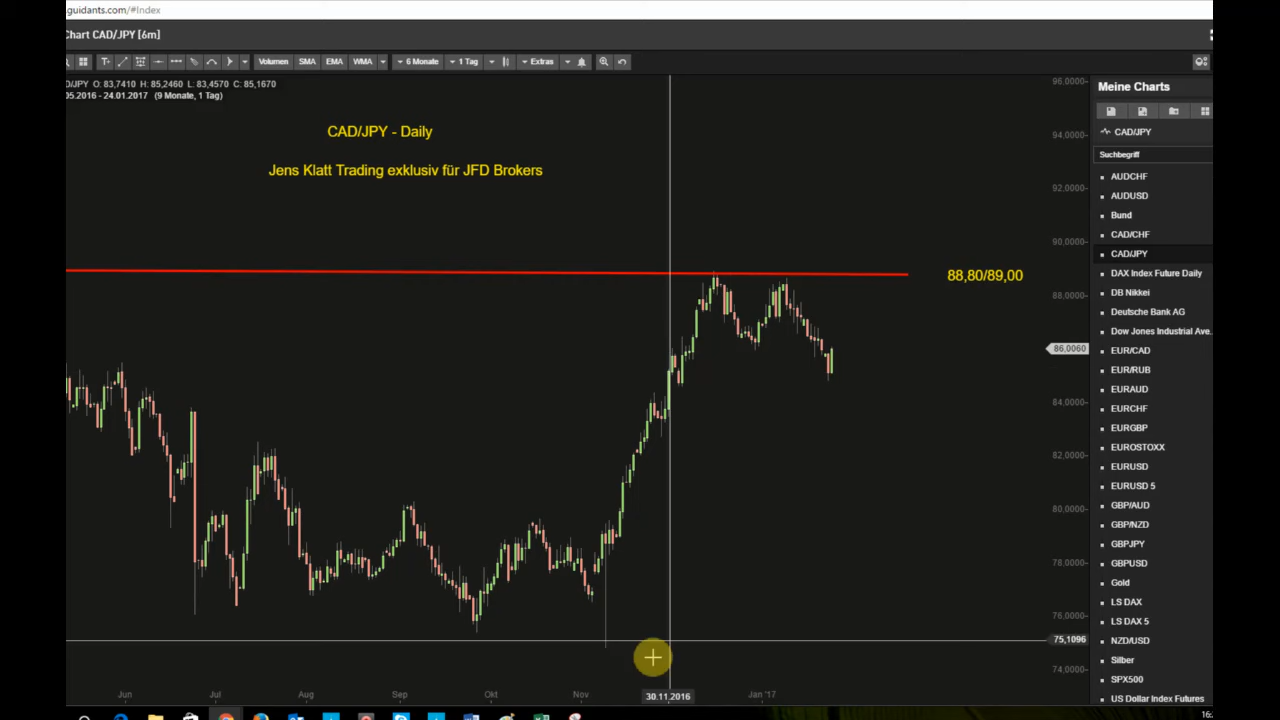 guidants.com/#Index
Chart CAD/JPY [6m]
T+ Volumen SMA EMA WMA 6 Monate 1 Tag Extras
D/JPY O: 83,7410 H: 85,2460 L: 83,4570 C: 85,1670
05.2016 - 24.01.2017 (9 Monate, 1 Tag)
CAD/JPY - Daily
Jens Klatt Trading exklusiv für JFD Brokers
88,80/89,00
96,0000
94,0000
92,0000
90,0000
88,0000
86,0060
84,0000
82,0000
80,0000
78,0000
76,0000
75,1096
74,0000
Jun Jul Aug Sep Okt Nov 30.11.2016 Jan '17
Meine Charts
CAD/JPY
Suchbegriff
AUDCHF
AUDUSD
Bund
CAD/CHF
CAD/JPY
DAX Index Future Daily
DB Nikkei
Deutsche Bank AG
Dow Jones Industrial Ave..
EUR/CAD
EUR/RUB
EURAUD
EURCHF
EURGBP
EUROSTOXX
EURUSD
EURUSD 5
GBP/AUD
GBP/NZD
GBPJPY
GBPUSD
Gold
LS DAX
LS DAX 5
NZD/USD
Silber
SPX500
US Dollar Index Futures
16: